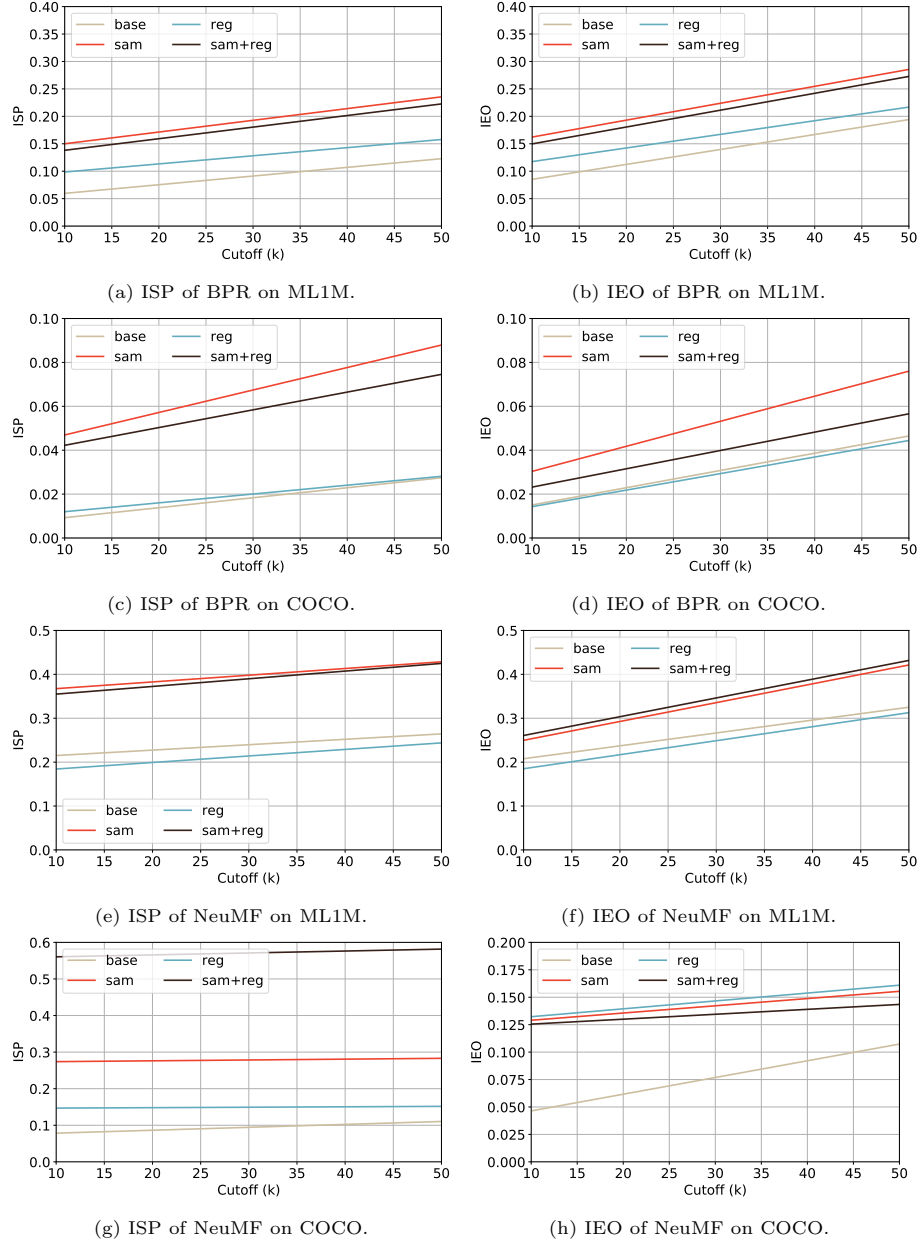 0.40
0.35
0.30
0.25
0.20
0.15
0.10
0.05
0.00
ISP
base
sam
reg
sam+reg
10 15 20 25 30 35 40 45 50
Cutoff (k)
(a) ISP of BPR on ML1M.
0.40
0.35
0.30
0.25
0.20
0.15
0.10
0.05
0.00
IEO
base
sam
reg
sam+reg
10 15 20 25 30 35 40 45 50
Cutoff (k)
(b) IEO of BPR on ML1M.
0.10
0.08
0.06
0.04
0.02
0.00
ISP
base
sam
reg
sam+reg
10 15 20 25 30 35 40 45 50
Cutoff (k)
(c) ISP of BPR on COCO.
0.10
0.08
0.06
0.04
0.02
0.00
IEO
base
sam
reg
sam+reg
10 15 20 25 30 35 40 45 50
Cutoff (k)
(d) IEO of BPR on COCO.
0.5
0.4
0.3
0.2
0.1
0.0
ISP
base
sam
reg
sam+reg
10 15 20 25 30 35 40 45 50
Cutoff (k)
(e) ISP of NeuMF on ML1M.
0.5
0.4
0.3
0.2
0.1
0.0
IEO
base
sam
reg
sam+reg
10 15 20 25 30 35 40 45 50
Cutoff (k)
(f) IEO of NeuMF on ML1M.
0.6
0.5
0.4
0.3
0.2
0.1
0.0
ISP
base
sam
reg
sam+reg
10 15 20 25 30 35 40 45 50
Cutoff (k)
(g) ISP of NeuMF on COCO.
0.200
0.175
0.150
0.125
0.100
0.075
0.050
0.025
0.000
IEO
base
sam
reg
sam+reg
10 15 20 25 30 35 40 45 50
Cutoff (k)
(h) IEO of NeuMF on COCO.